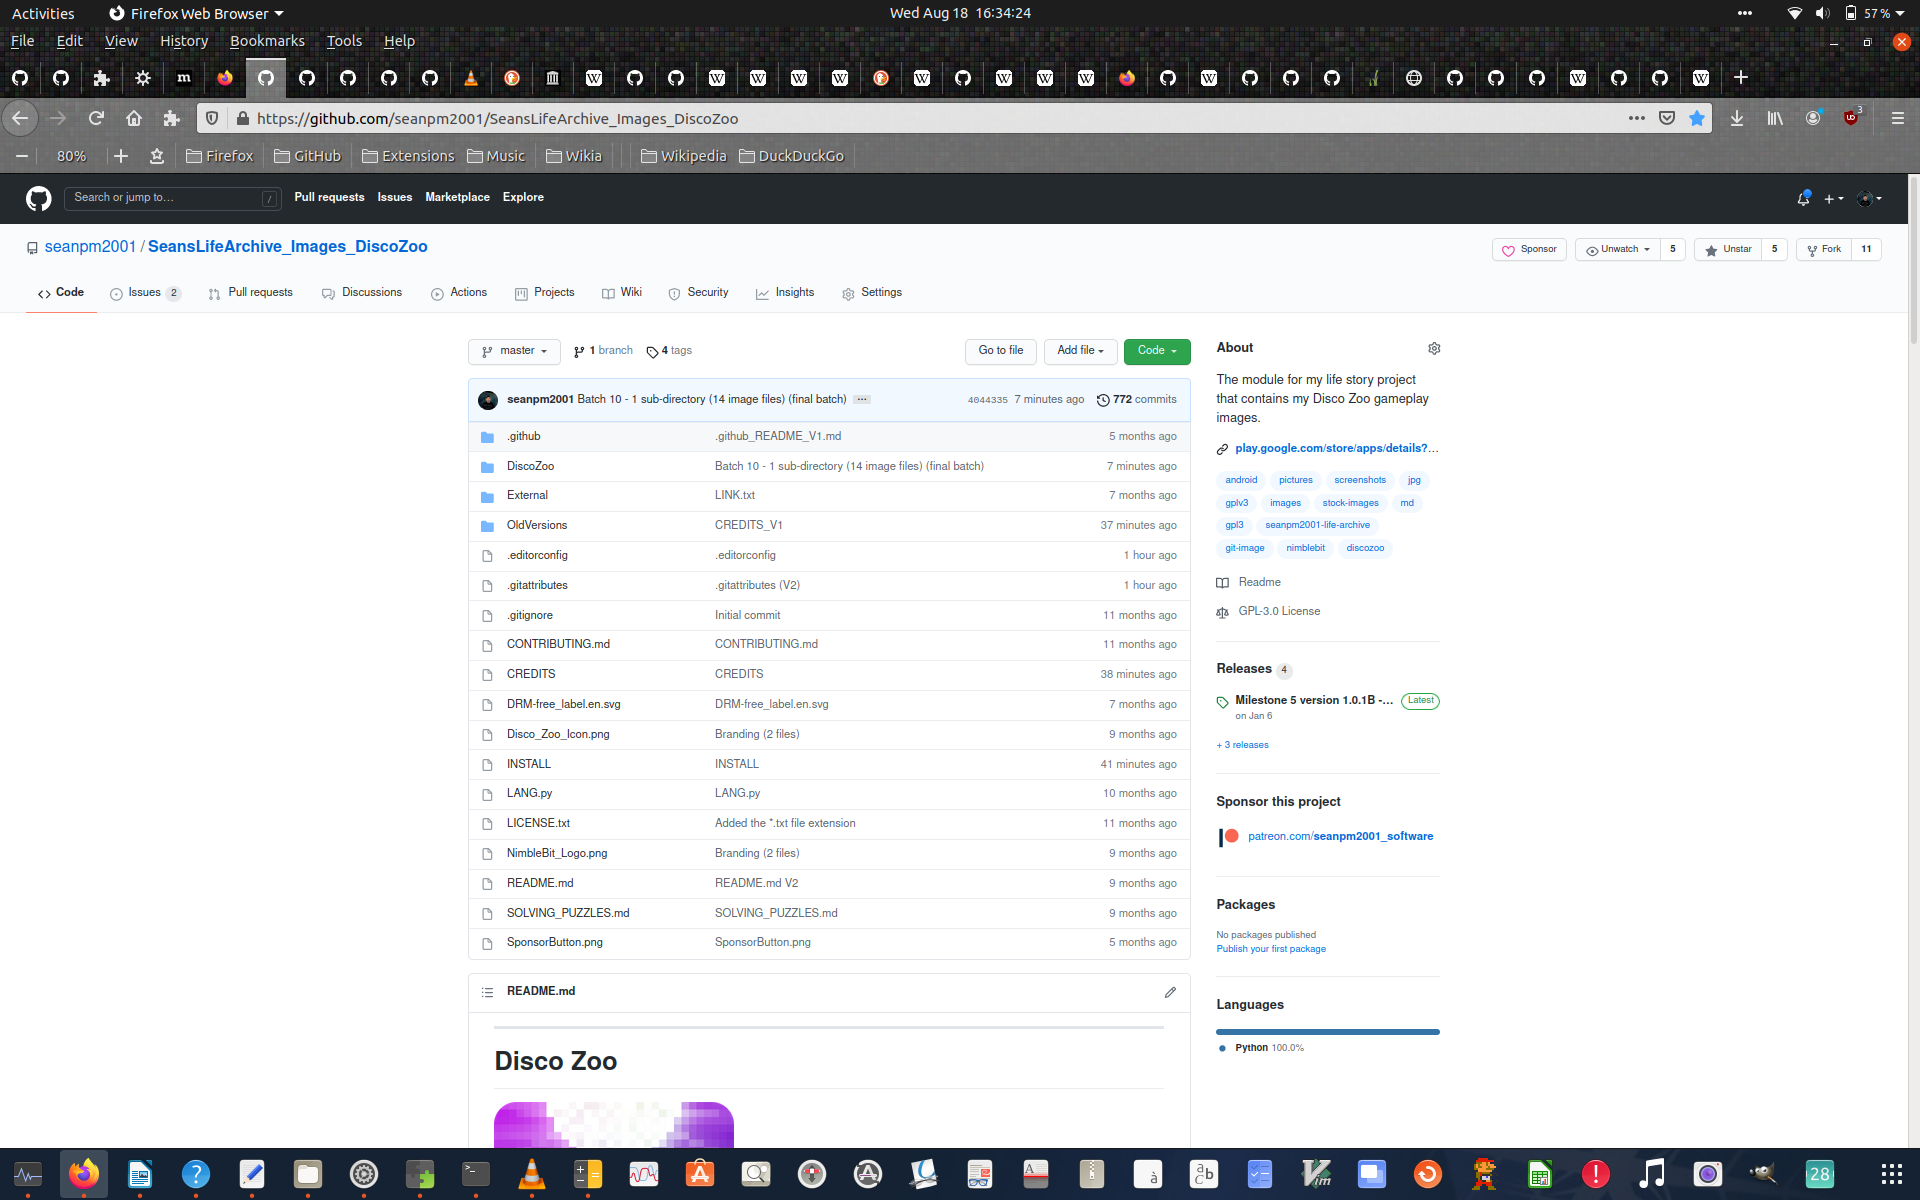 Activities Firefox Web Browser Wed Aug 18 16:34:24 57 %
File Edit View History Bookmarks Tools Help
https://github.com/seanpm2001/SeansLifeArchive_Images_DiscoZoo 3
80% Firefox GitHub Extensions Music Wikia Wikipedia DuckDuckGo
Search or jump to… / Pull requests Issues Marketplace Explore
seanpm2001 / SeansLifeArchive_Images_DiscoZoo Sponsor Unwatch 5 Unstar 5 Fork 11
Code Issues 2 Pull requests Discussions Actions Projects Wiki Security Insights Settings
master 1 branch 4 tags Go to file Add file Code
seanpm2001 Batch 10 - 1 sub-directory (14 image files) (final batch) ... 4044335 7 minutes ago 772 commits
.github .github_README_V1.md 5 months ago
DiscoZoo Batch 10 - 1 sub-directory (14 image files) (final batch) 7 minutes ago
External LINK.txt 7 months ago
OldVersions CREDITS_V1 37 minutes ago
.editorconfig .editorconfig 1 hour ago
.gitattributes .gitattributes (V2) 1 hour ago
.gitignore Initial commit 11 months ago
CONTRIBUTING.md CONTRIBUTING.md 11 months ago
CREDITS CREDITS 38 minutes ago
DRM-free_label.en.svg DRM-free_label.en.svg 7 months ago
Disco_Zoo_Icon.png Branding (2 files) 9 months ago
INSTALL INSTALL 41 minutes ago
LANG.py LANG.py 10 months ago
LICENSE.txt Added the *.txt file extension 11 months ago
NimbleBit_Logo.png Branding (2 files) 9 months ago
README.md README.md V2 9 months ago
SOLVING_PUZZLES.md SOLVING_PUZZLES.md 9 months ago
SponsorButton.png SponsorButton.png 5 months ago
README.md
Disco Zoo
About
The module for my life story project
that contains my Disco Zoo gameplay
images.
play.google.com/store/apps/details?…
android pictures screenshots jpg
gplv3 images stock-images md
gpl3 seanpm2001-life-archive
git-image nimblebit discozoo
Readme
GPL-3.0 License
Releases 4
Milestone 5 version 1.0.1B -… Latest
on Jan 6
+ 3 releases
Sponsor this project
patreon.com/seanpm2001_software
Packages
No packages published
Publish your first package
Languages
Python 100.0%
28